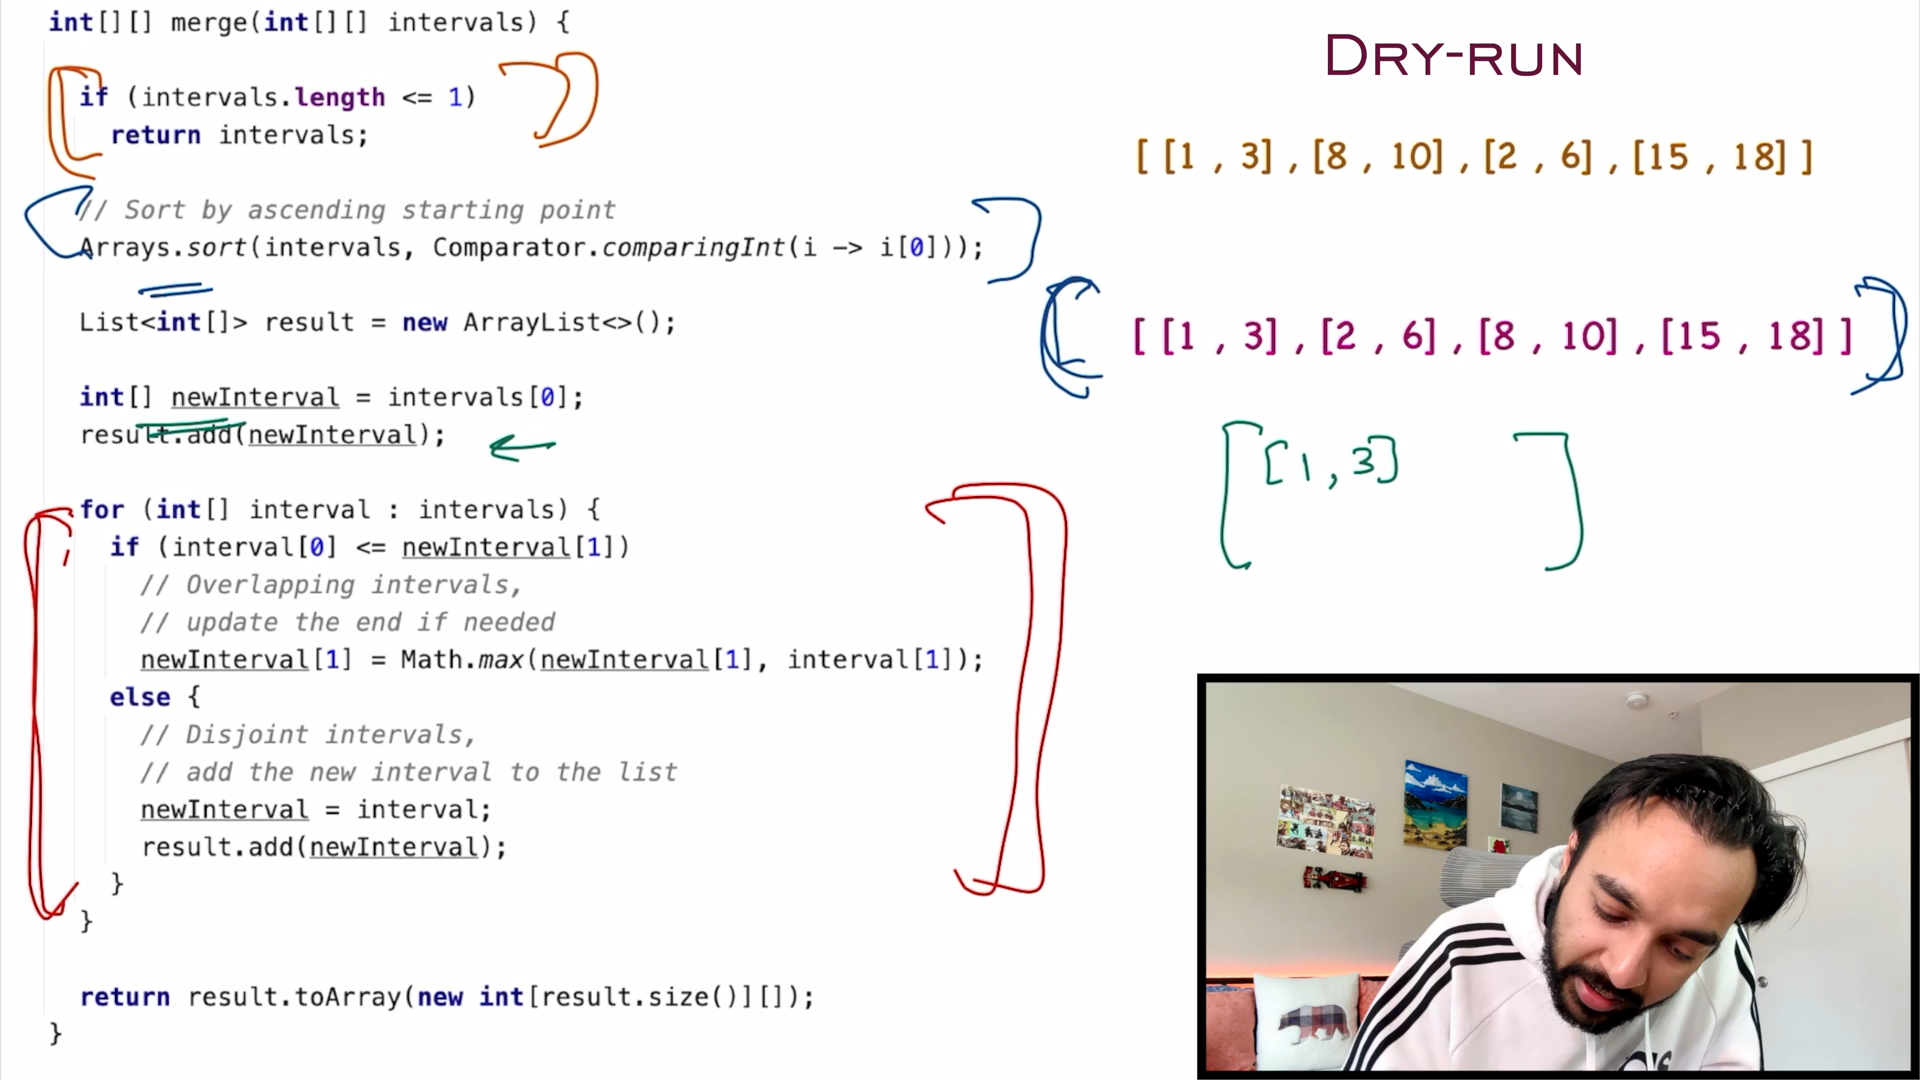 int[][] merge(int[][] intervals) {
if (intervals.length <= 1)
return intervals;
// Sort by ascending starting point
Arrays.sort(intervals, Comparator.comparingInt(i -> i[0]));
List<int[]> result = new ArrayList<>();
int[] newInterval = intervals[0];
result.add(newInterval);
for (int[] interval : intervals) {
if (interval[0] <= newInterval[1])
// Overlapping intervals,
// update the end if needed
newInterval[1] = Math.max(newInterval[1], interval[1]);
else {
// Disjoint intervals,
// add the new interval to the list
newInterval = interval;
result.add(newInterval);
}
}
return result.toArray(new int[result.size()][]);
}
DRY-RUN
[ [1 , 3] , [8 , 10] , [2 , 6] , [15 , 18] ]
[ [1 , 3] , [2 , 6] , [8 , 10] , [15 , 18] ]
[ [1, 3] ]